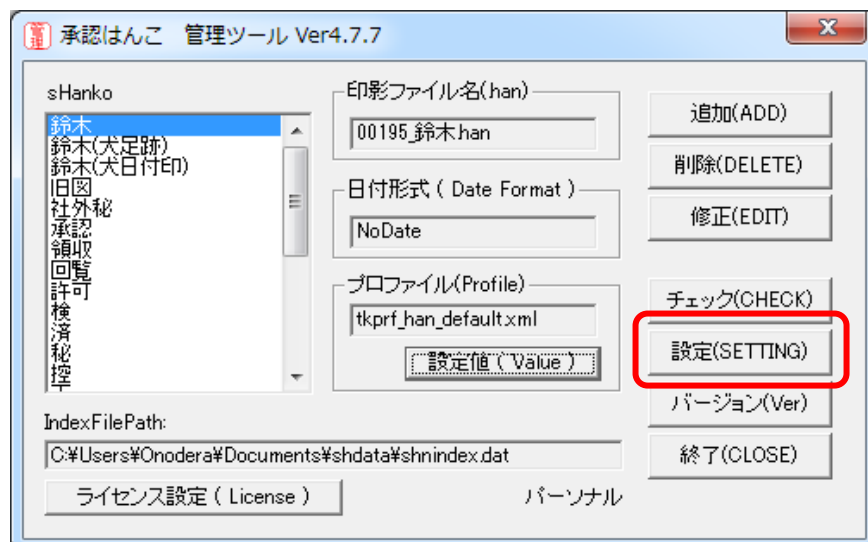 管理 承認はんこ 管理ツール Ver4.7.7
sHanko
鈴木
鈴木(犬足跡)
鈴木(犬日付印)
旧図
社外秘
承認
領収
回覧
許可
検
済
秘
控
印影ファイル名(.han)
00195_鈴木.han
日付形式 ( Date Format )
NoDate
プロファイル(Profile)
tkprf_han_default.xml
設定値 ( Value )
追加(ADD)
削除(DELETE)
修正(EDIT)
チェック(CHECK)
設定(SETTING)
バージョン(Ver)
終了(CLOSE)
IndexFilePath:
C:¥Users¥Onodera¥Documents¥shdata¥shnindex.dat
ライセンス設定 ( License )
パーソナル